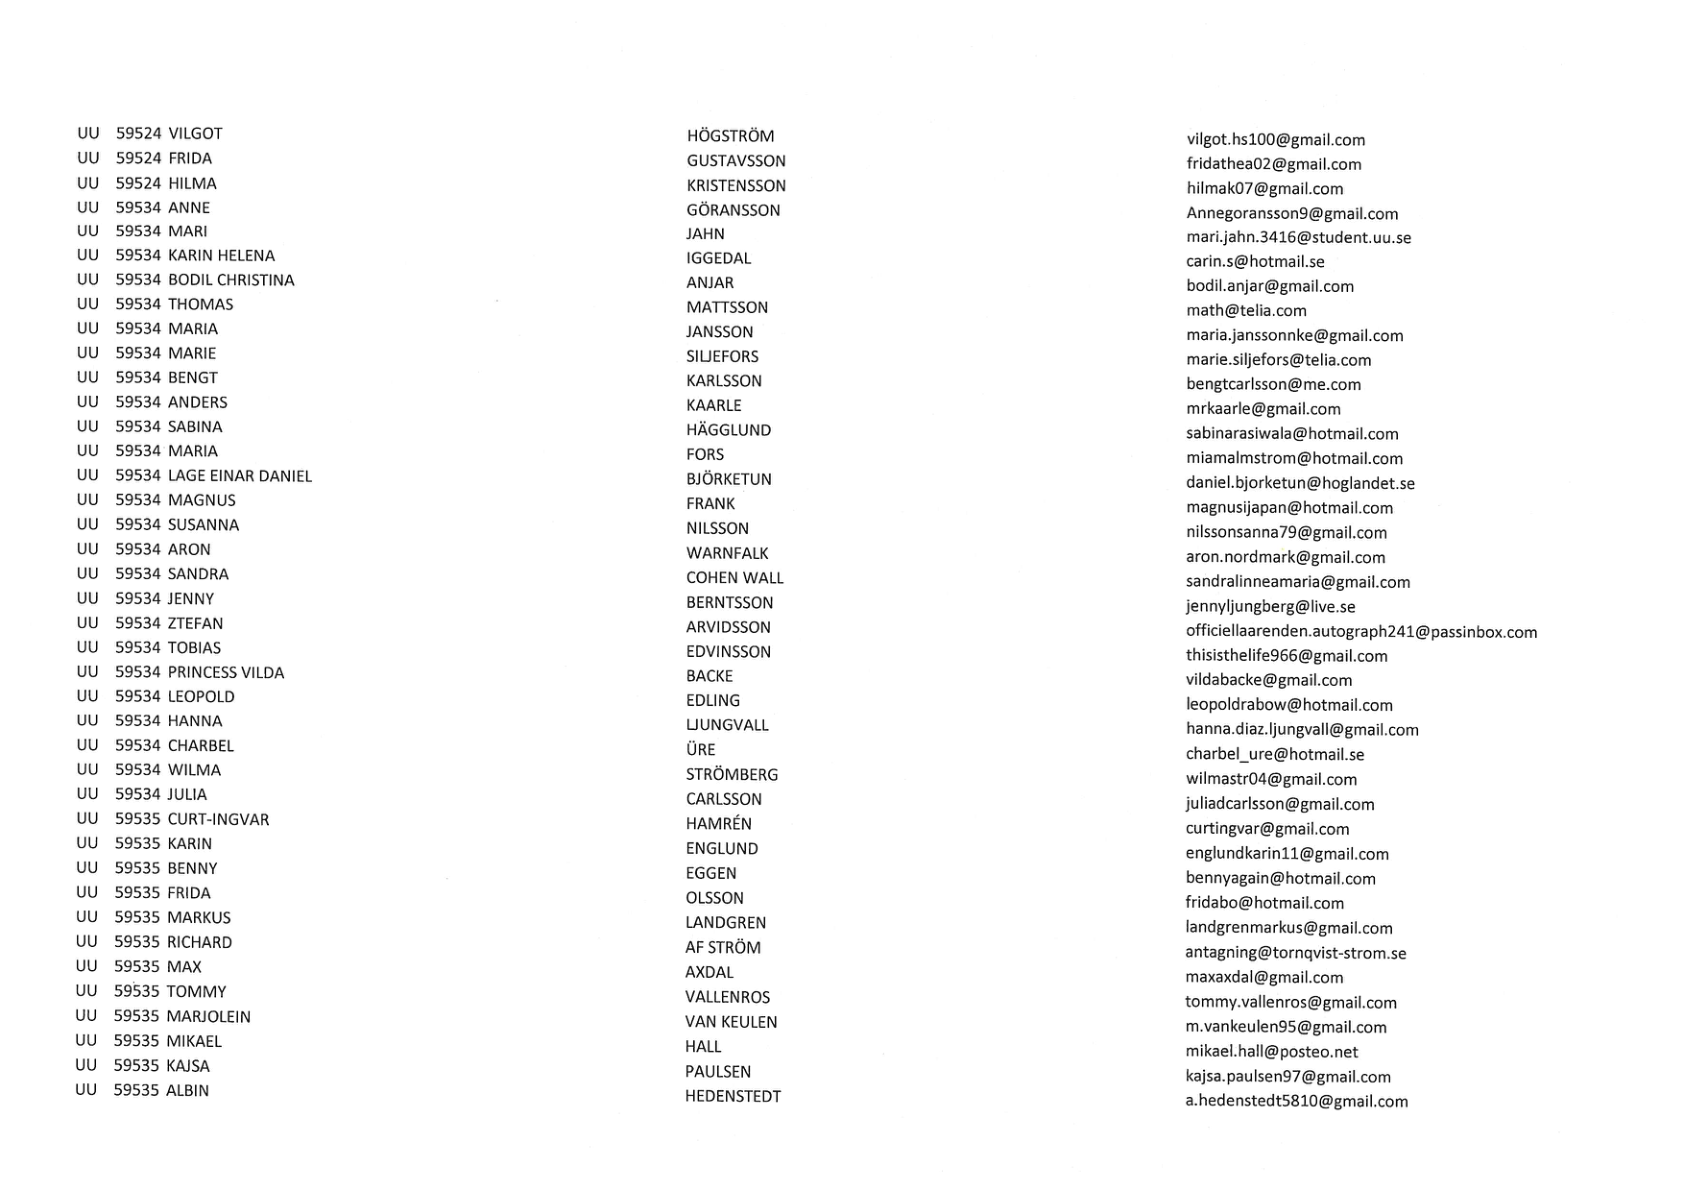 UU 59524 VILGOT HÖGSTRÖM vilgot.hs100@gmail.com
UU 59524 FRIDA GUSTAVSSON fridathea02@gmail.com
UU 59524 HILMA KRISTENSSON hilmak07@gmail.com
UU 59534 ANNE GÖRANSSON Annegoransson9@gmail.com
UU 59534 MARI JAHN mari.jahn.3416@student.uu.se
UU 59534 KARIN HELENA IGGEDAL carin.s@hotmail.se
UU 59534 BODIL CHRISTINA ANJAR bodil.anjar@gmail.com
UU 59534 THOMAS MATTSSON math@telia.com
UU 59534 MARIA JANSSON maria.janssonnke@gmail.com
UU 59534 MARIE SILJEFORS marie.siljefors@telia.com
UU 59534 BENGT KARLSSON bengtcarlsson@me.com
UU 59534 ANDERS KAARLE mrkaarle@gmail.com
UU 59534 SABINA HÄGGLUND sabinarasiwala@hotmail.com
UU 59534 MARIA FORS miamalmstrom@hotmail.com
UU 59534 LAGE EINAR DANIEL BJÖRKETUN daniel.bjorketun@hoglandet.se
UU 59534 MAGNUS FRANK magnusijapan@hotmail.com
UU 59534 SUSANNA NILSSON nilssonsanna79@gmail.com
UU 59534 ARON WARNFALK aron.nordmark@gmail.com
UU 59534 SANDRA COHEN WALL sandralinneamaria@gmail.com
UU 59534 JENNY BERNTSSON jennyljungberg@live.se
UU 59534 ZTEFAN ARVIDSSON officiellaarenden.autograph241@passinbox.com
UU 59534 TOBIAS EDVINSSON thisisthelife966@gmail.com
UU 59534 PRINCESS VILDA BACKE vildabacke@gmail.com
UU 59534 LEOPOLD EDLING leopoldrabow@hotmail.com
UU 59534 HANNA LJUNGVALL hanna.diaz.ljungvall@gmail.com
UU 59534 CHARBEL ÜRE charbel_ure@hotmail.se
UU 59534 WILMA STRÖMBERG wilmastr04@gmail.com
UU 59534 JULIA CARLSSON juliadcarlsson@gmail.com
UU 59535 CURT-INGVAR HAMRÉN curtingvar@gmail.com
UU 59535 KARIN ENGLUND englundkarin11@gmail.com
UU 59535 BENNY EGGEN bennyagain@hotmail.com
UU 59535 FRIDA OLSSON fridabo@hotmail.com
UU 59535 MARKUS LANDGREN landgrenmarkus@gmail.com
UU 59535 RICHARD AF STRÖM antagning@tornqvist-strom.se
UU 59535 MAX AXDAL maxaxdal@gmail.com
UU 59535 TOMMY VALLENROS tommy.vallenros@gmail.com
UU 59535 MARJOLEIN VAN KEULEN m.vankeulen95@gmail.com
UU 59535 MIKAEL HALL mikael.hall@posteo.net
UU 59535 KAJSA PAULSEN kajsa.paulsen97@gmail.com
UU 59535 ALBIN HEDENSTEDT a.hedenstedt5810@gmail.com